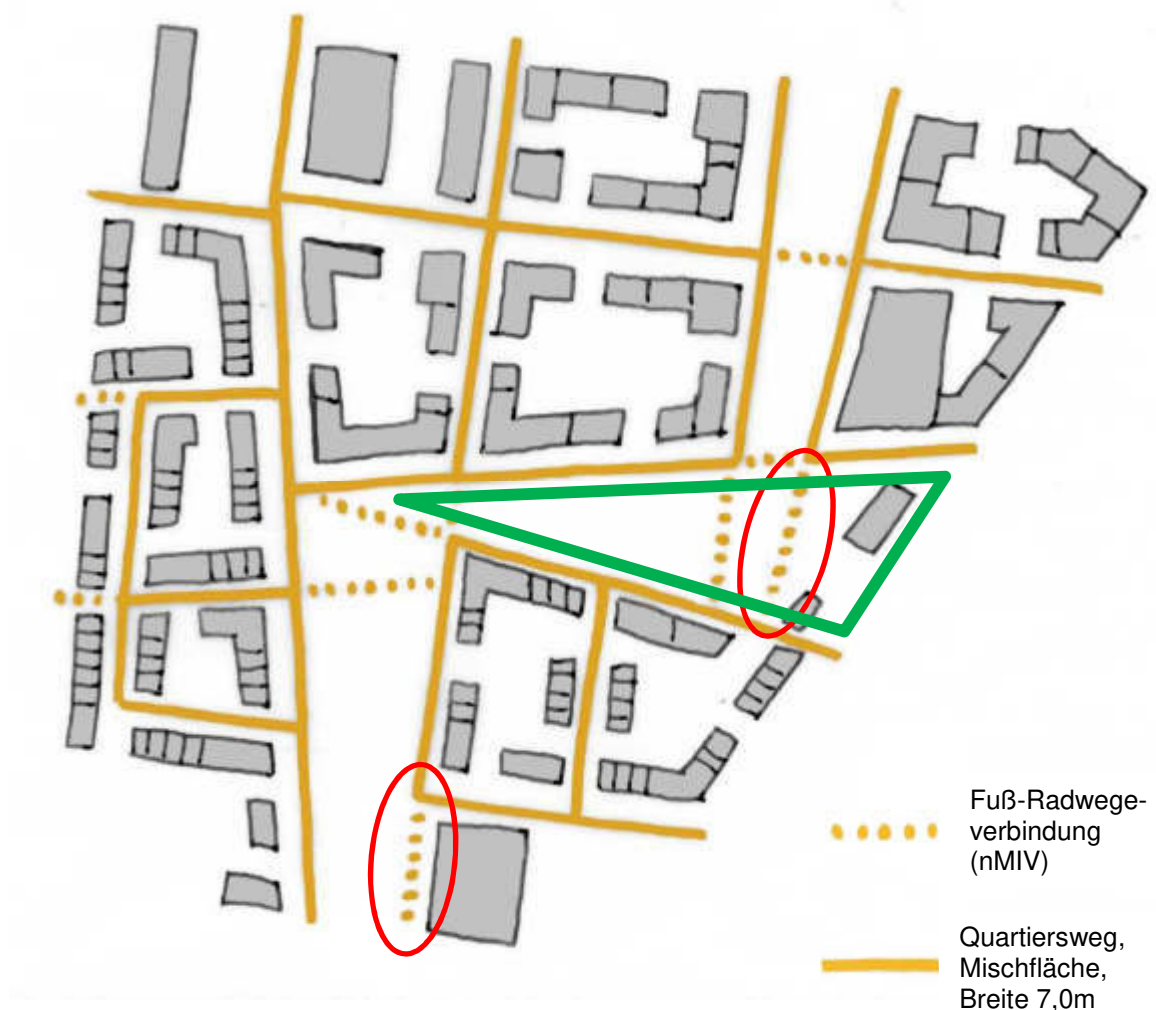 Fuß-Radwege-
verbindung
(nMIV)
Quartiersweg,
Mischfläche,
Breite 7,0m